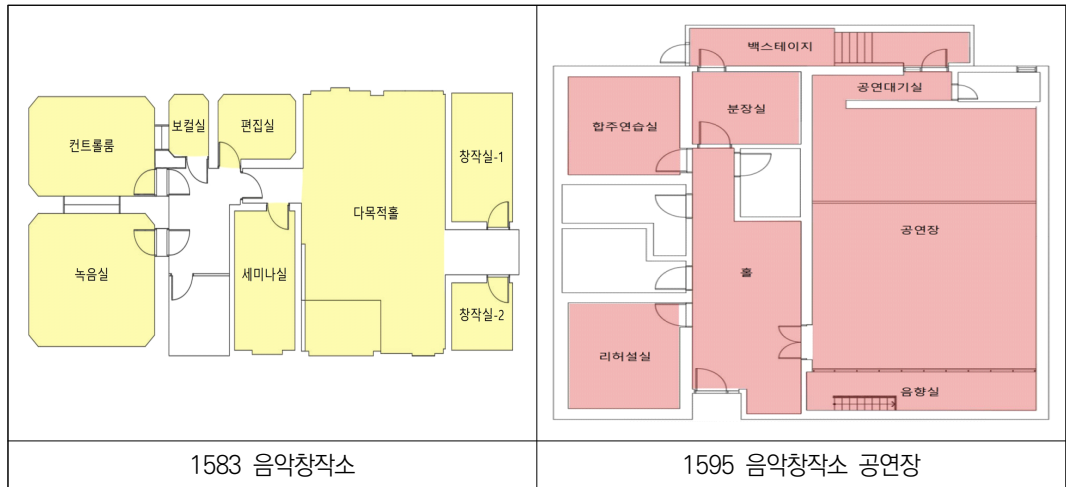 컨트롤룸
보컬실
편집실
창작실-1
다목적홀
녹음실
세미나실
창작실-2
백스테이지
공연대기실
합주연습실
분장실
공연장
홀
리허설실
음향실
1583 음악창작소
1595 음악창작소 공연장